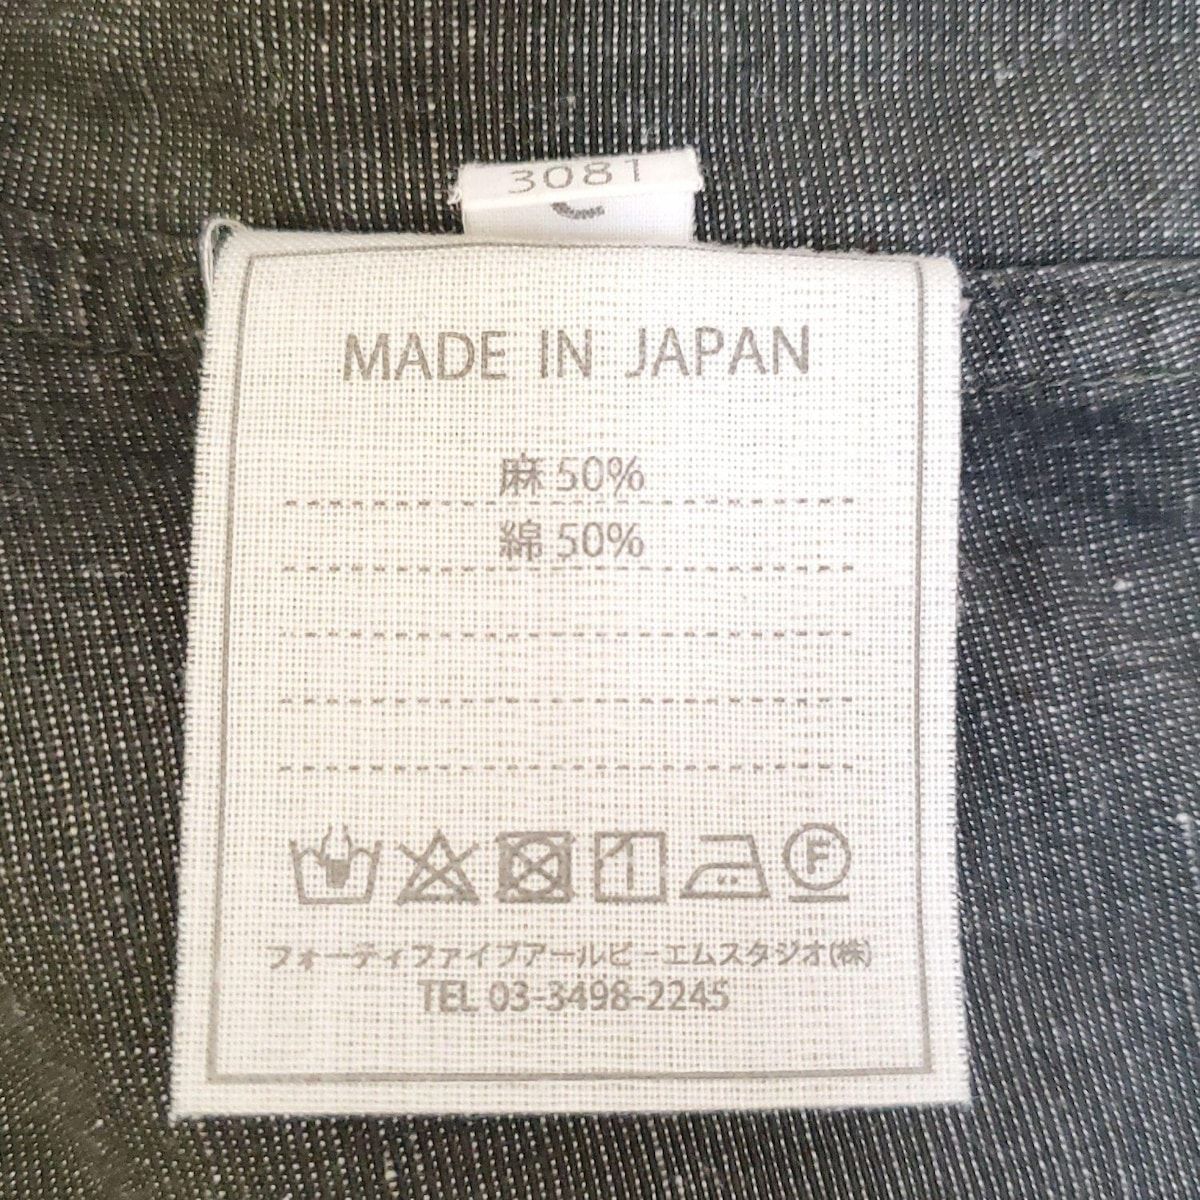 3081
MADE IN JAPAN
麻 50%
綿 50%
F
フォーティファイブアールピーエムスタジオ(株)
TEL 03-3498-2245